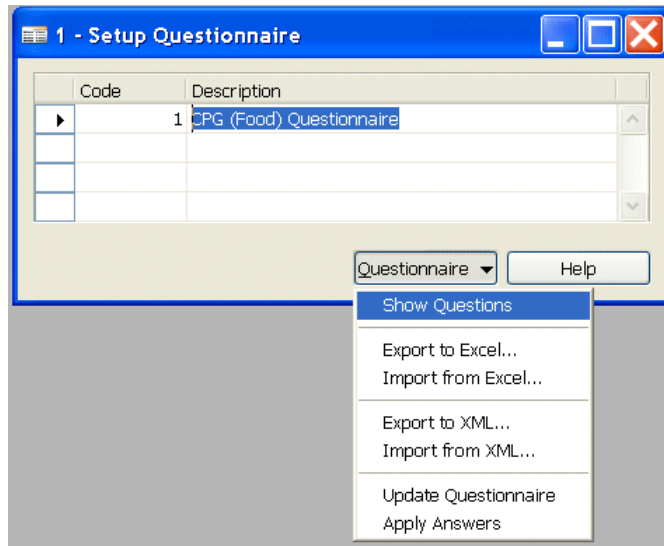 1 - Setup Questionnaire
Code Description
1 CPG (Food) Questionnaire
Questionnaire Help
Show Questions
Export to Excel...
Import from Excel...
Export to XML...
Import from XML...
Update Questionnaire
Apply Answers